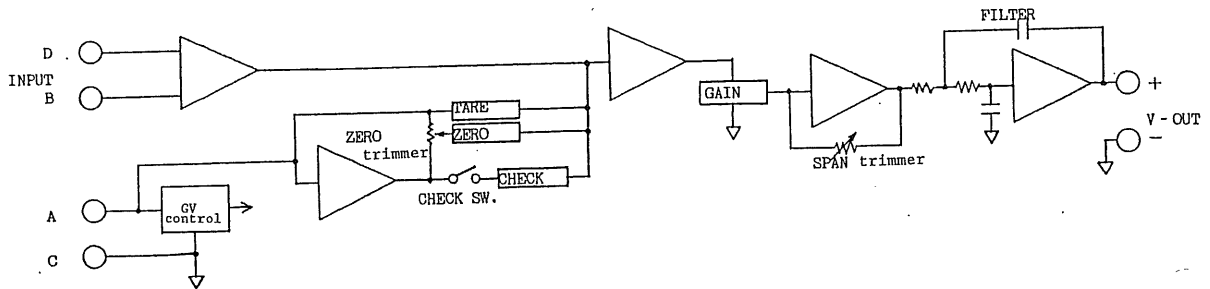 FILTER
D
INPUT
B
+
V-OUT
-
GAIN
TARE
ZERO
ZERO
trimmer
SPAN trimmer
CHECK
CHECK SW.
A
GV
control
C